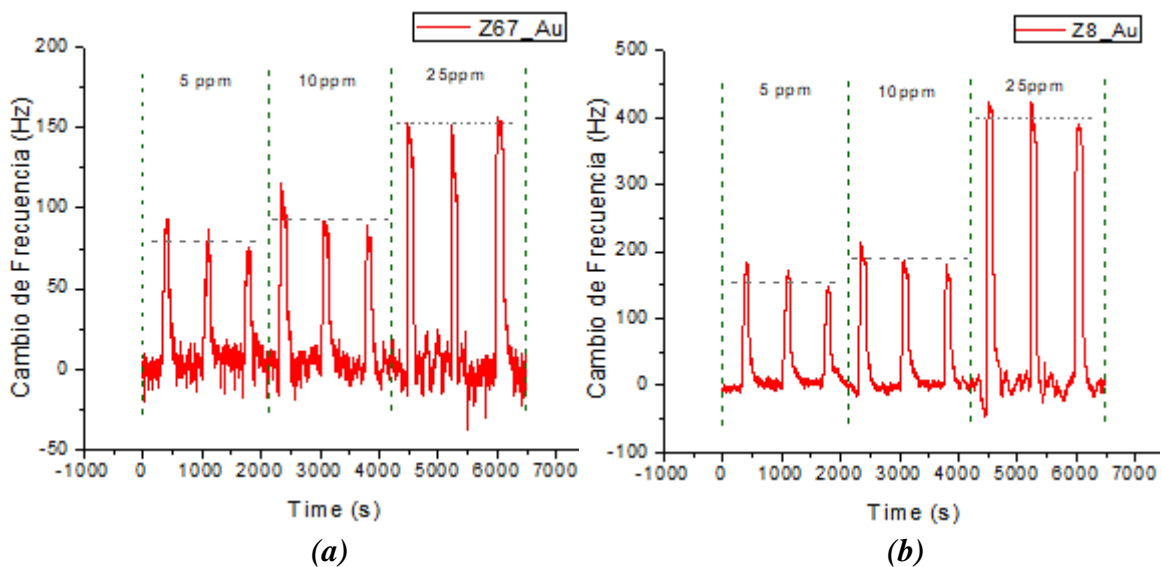 Z67_Au
200
150
100
50
0
-50
5 ppm
10ppm
25ppm
Cambio de Frecuencia (Hz)
-1000 0 1000 2000 3000 4000 5000 6000 7000
Time (s)
(a)
Z8_Au
500
400
300
200
100
0
-100
5 ppm
10ppm
25ppm
Cambio de Frecuencia (Hz)
-1000 0 1000 2000 3000 4000 5000 6000 7000
Time (s)
(b)